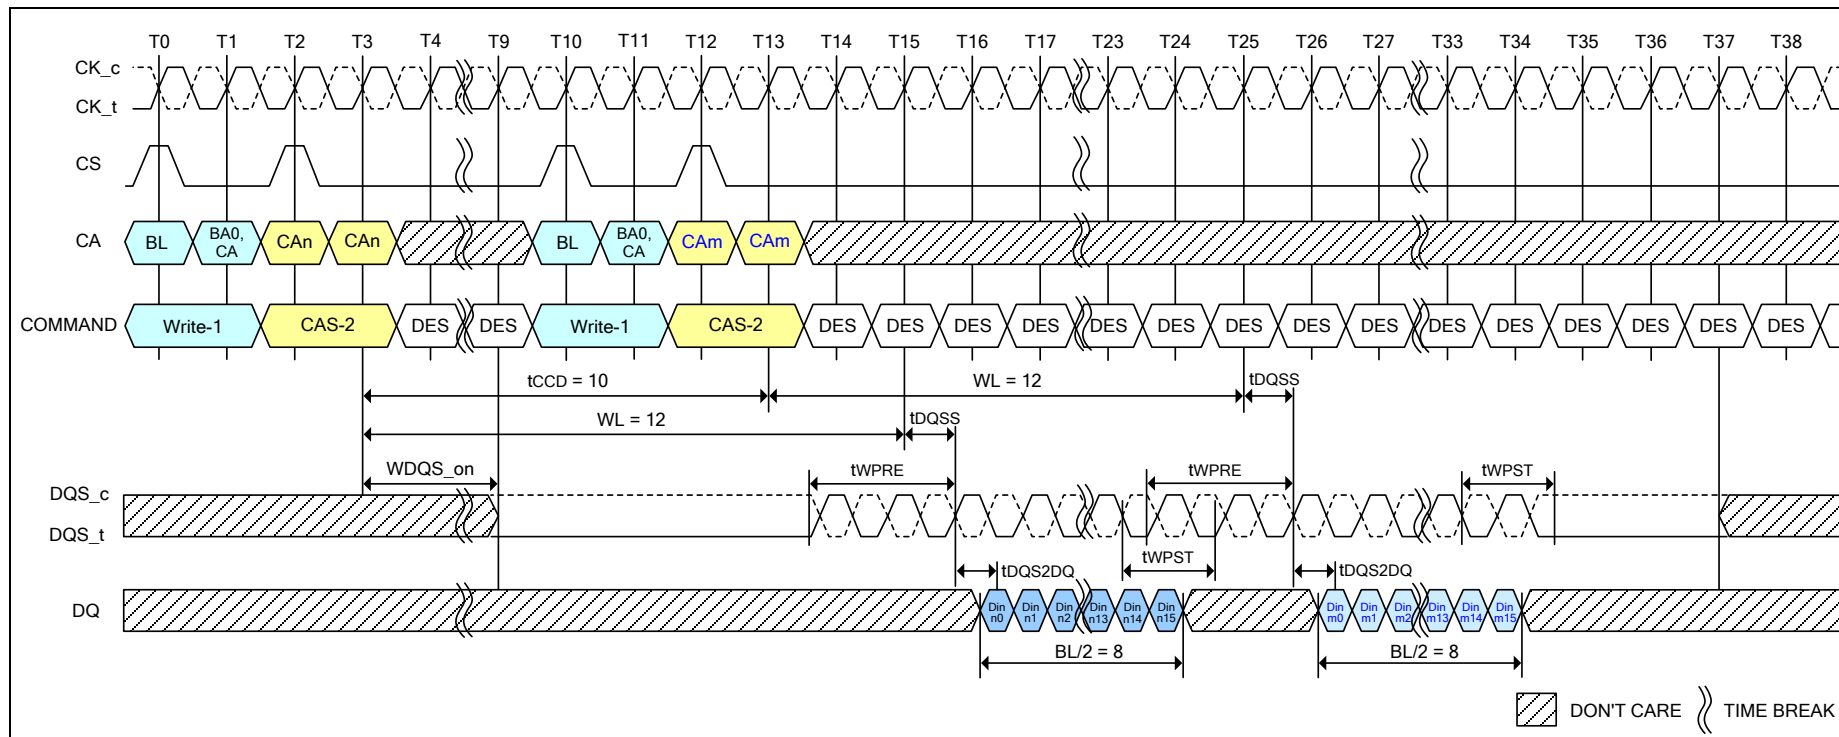 T0 T1 T2 T3 T4 T9 T10 T11 T12 T13 T14 T15 T16 T17 T23 T24 T25 T26 T27 T33 T34 T35 T36 T37 T38
CK_c
CK_t
CS
CA BL BA0, CA CAn CAn BL BA0, CA CAm CAm
COMMAND Write-1 CAS-2 DES DES Write-1 CAS-2 DES DES DES DES DES DES DES DES DES DES DES DES DES DES DES
tCCD = 10 WL = 12 tDQSS
WL = 12 tDQSS
WDQS_on tWPRE tWPRE tWPST
DQS_c
DQS_t
tWPST
tDQS2DQ tDQS2DQ
DQ Din n0 Din n1 Din n2 Din n13 Din n14 Din n15 Din m0 Din m1 Din m2 Din m13 Din m14 Din m15
BL/2 = 8 BL/2 = 8
DON'T CARE TIME BREAK